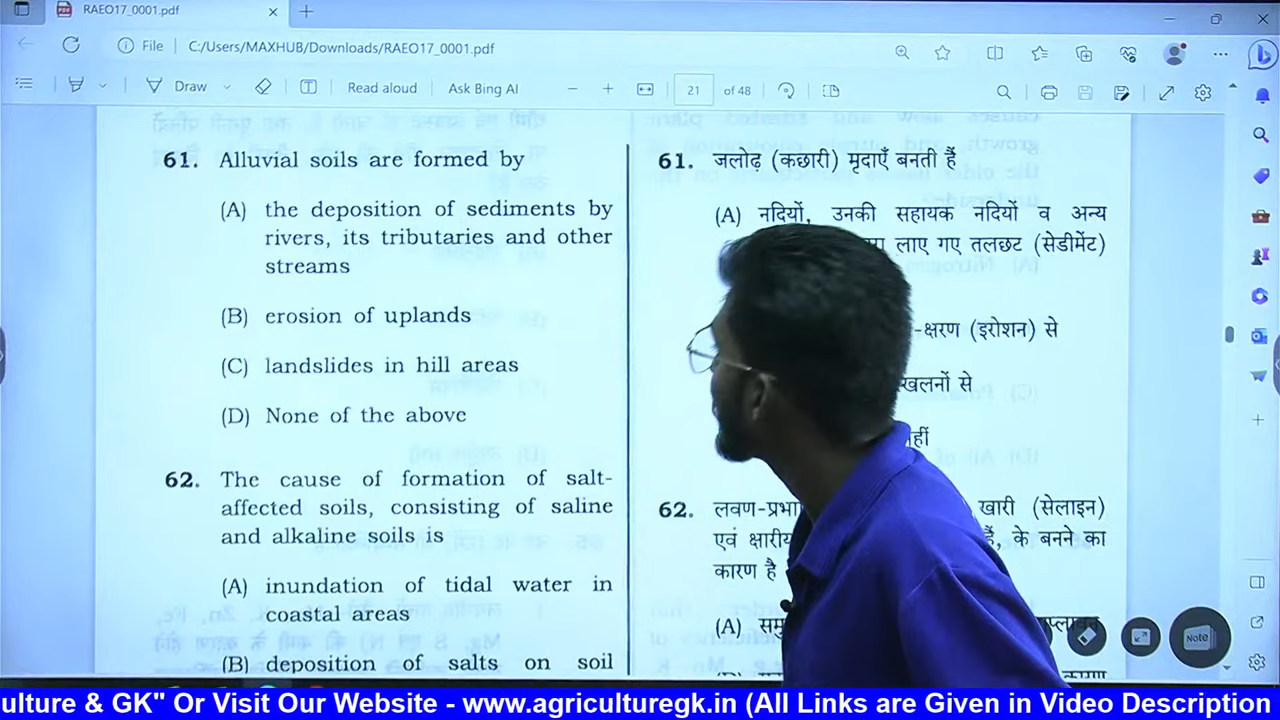 RAEO17_0001.pdf
File
C:/Users/MAXHUB/Downloads/RAEO17_0001.pdf
Draw
Read aloud
Ask Bing AI
21 of 48
61. Alluvial soils are formed by
(A) the deposition of sediments by
rivers, its tributaries and other
streams
(B) erosion of uplands
(C) landslides in hill areas
(D) None of the above
62. The cause of formation of salt-
affected soils, consisting of saline
and alkaline soils is
(A) inundation of tidal water in
coastal areas
(B) deposition of salts on soil
61. जलोढ़ (कछारी) मृदाएँ बनती हैं
(A) नदियों, उनकी सहायक नदियों व अन्य
लाए गए तलछट (सेडीमेंट)
-क्षरण (इरोशन) से
62. लवण-प्रभा
खारी (सेलाइन)
एवं क्षारीय
हैं, के बनने का
कारण है
(A)
Note
culture & GK" Or Visit Our Website - www.agriculturegk.in (All Links are Given in Video Description